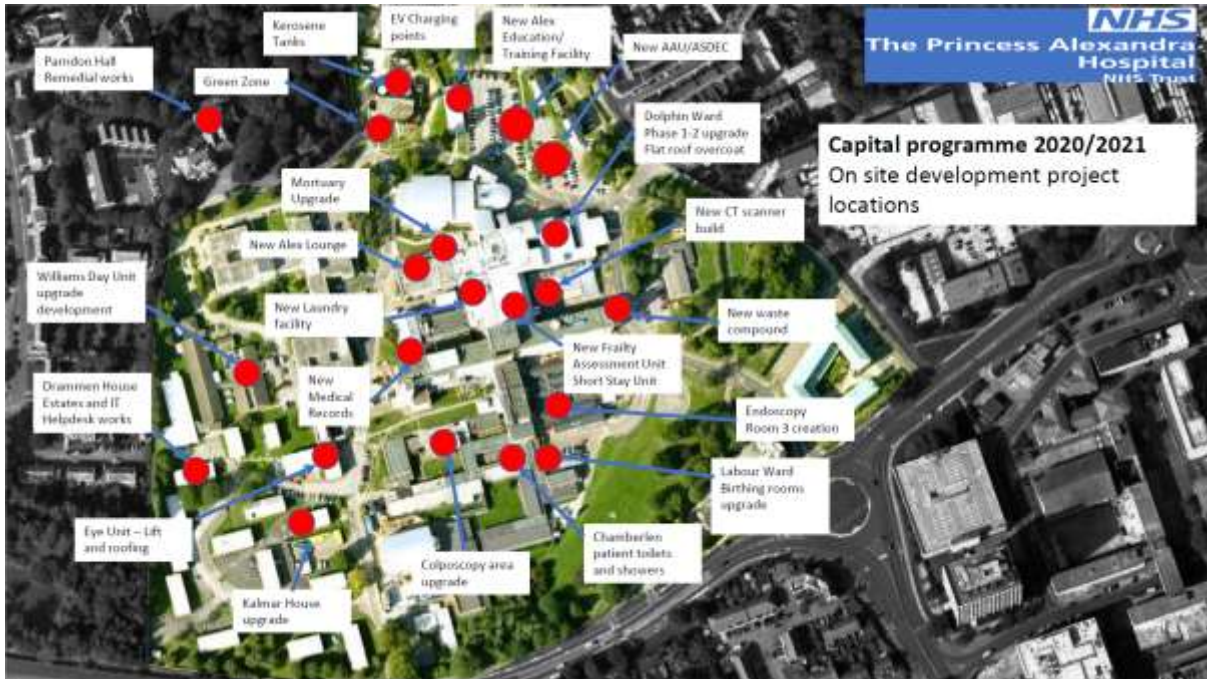 NHS
The Princess Alexandra
Hospital
NHS Trust
Capital programme 2020/2021
On site development project
locations
Kerosene
Tanks
EV Charging
points
New Alex
Education/
Training Facility
New AAU/ASDEC
Parndon Hall
Remedial works
Green Zone
Dolphin Ward
Phase 1-2 upgrade
Flat roof overcoat
Mortuary
Upgrade
New CT scanner
build
New Alex Lounge
Williams Day Unit
upgrade
development
New Laundry
facility
New waste
compound
New Frailty
Assessment Unit
Short Stay Unit
New
Medical
Records
Drammen House
Estates and IT
Helpdesk works
Endoscopy
Room 3 creation
Labour Ward
Birthing rooms
upgrade
Eye Unit – Lift
and roofing
Chamberlen
patient toilets
and showers
Colposcopy area
upgrade
Kalmar House
upgrade